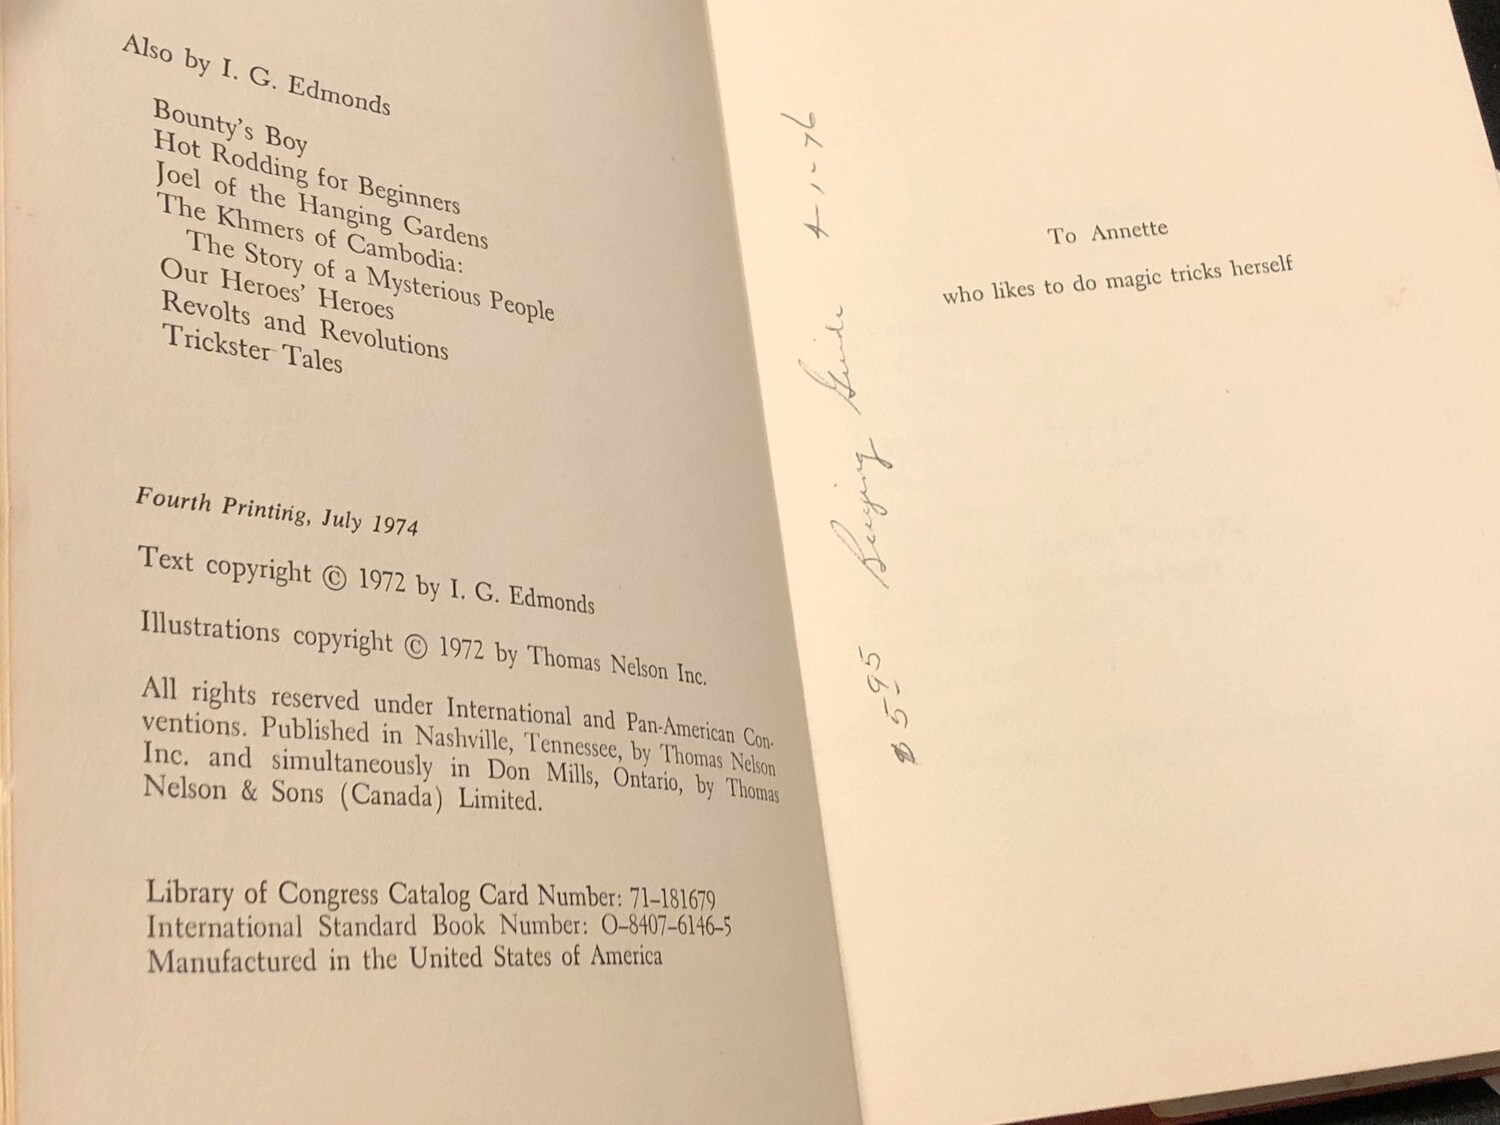 Also by I. G. Edmonds
Bounty's Boy
Hot Rodding for Beginners
Joel of the Hanging Gardens
The Khmers of Cambodia:
The Story of a Mysterious People
Our Heroes' Heroes
Revolts and Revolutions
Trickster Tales
Fourth Printing, July 1974
Text copyright © 1972 by I. G. Edmonds
Illustrations copyright © 1972 by Thomas Nelson Inc.
All rights reserved under International and Pan-American Con-
ventions. Published in Nashville, Tennessee, by Thomas Nelson
Inc. and simultaneously in Don Mills, Ontario, by Thomas
Nelson & Sons (Canada) Limited.
Library of Congress Catalog Card Number: 71-181679
International Standard Book Number: O-8407-6146-5
Manufactured in the United States of America
$5.95 Buying Guide 4-1-76
To Annette
who likes to do magic tricks herself